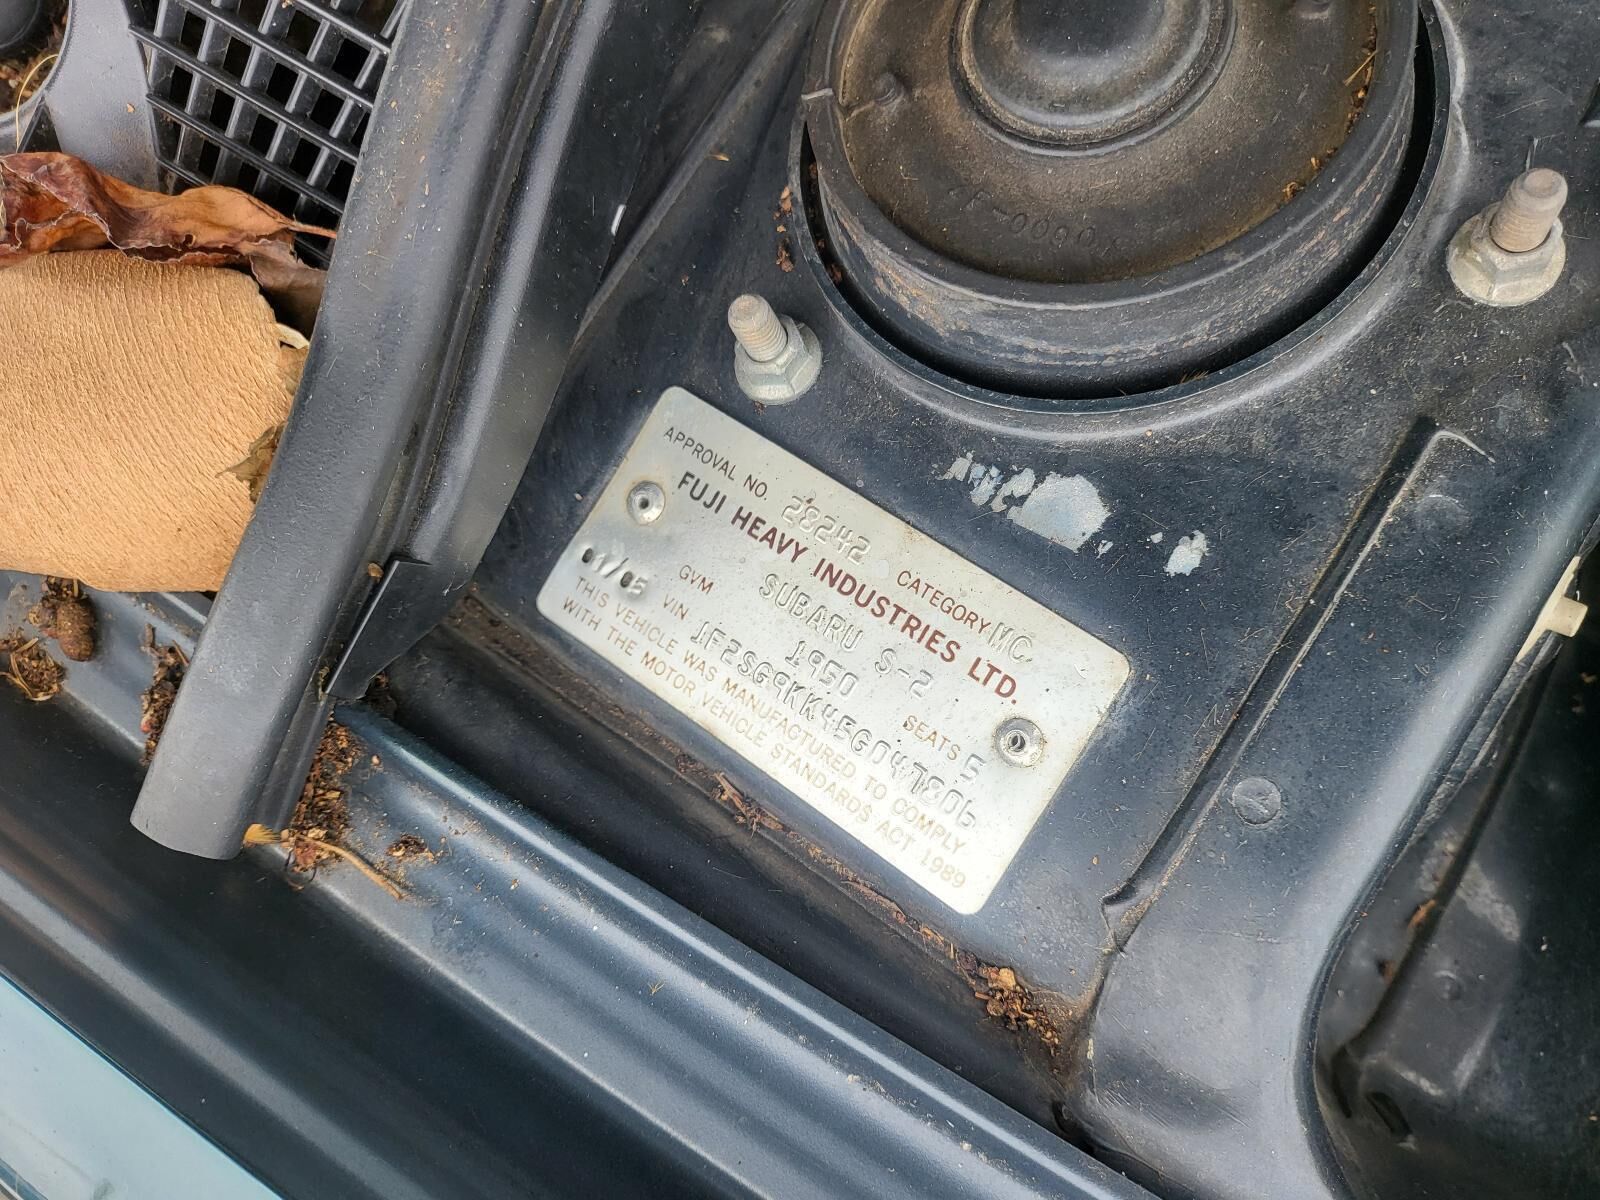 APPROVAL NO. 28242 CATEGORY MC
FUJI HEAVY INDUSTRIES LTD.
01/05 SUBARU S-2
GVM 1950 SEATS 5
VIN JF2SG9KK45G047806
THIS VEHICLE WAS MANUFACTURED TO COMPLY
WITH THE MOTOR VEHICLE STANDARDS ACT 1989